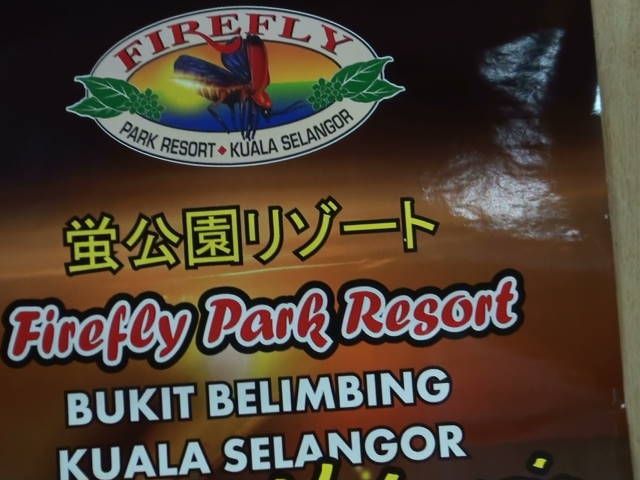 FIREFLY
PARK RESORT ◆ KUALA SELANGOR
蛍公園リゾート
Firefly Park Resort
BUKIT BELIMBING
KUALA SELANGOR